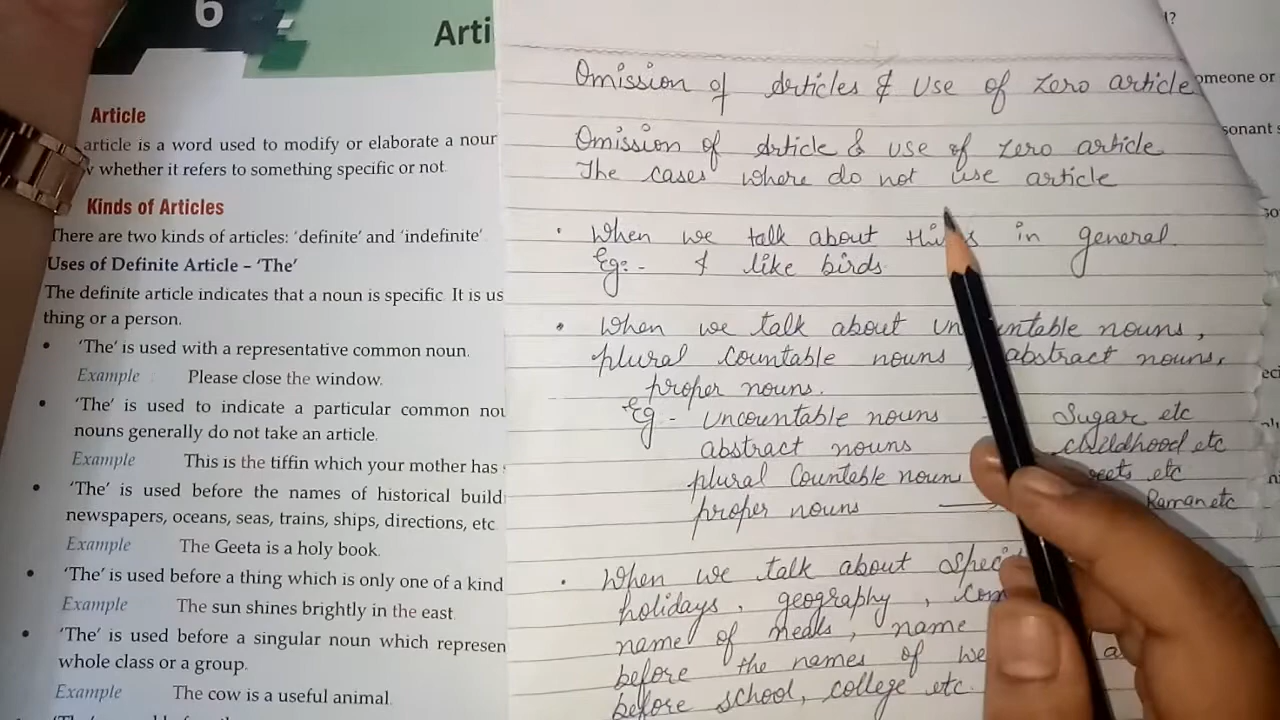 6
Arti
Article
article is a word used to modify or elaborate a noun
whether it refers to something specific or not.
Kinds of Articles
There are two kinds of articles: 'definite' and 'indefinite'
Uses of Definite Article – 'The'
The definite article indicates that a noun is specific. It is us
thing or a person.
• 'The' is used with a representative common noun.
Example Please close the window.
• 'The' is used to indicate a particular common nou
nouns generally do not take an article.
Example This is the tiffin which your mother has
• 'The' is used before the names of historical build
newspapers, oceans, seas, trains, ships, directions, etc
Example The Geeta is a holy book.
• 'The' is used before a thing which is only one of a kind
Example The sun shines brightly in the east.
• 'The' is used before a singular noun which represen
whole class or a group.
Example The cow is a useful animal.
Omission of Articles & Use of Zero article
Omission of Article & use of zero article
The cases where do not use article
• When we talk about in general.
Eg:- I like birds.
• When we talk about un untable nouns,
plural countable nouns, abstract nouns,
proper nouns.
Eg - Uncountable nouns - Sugar etc
abstract nouns childhood etc
plural Countable nouns eets etc
proper nouns Raman etc
• When we talk about
holidays, geography,
name of meals, name
before the names of we
before school, college etc.
omeone or
sonant s